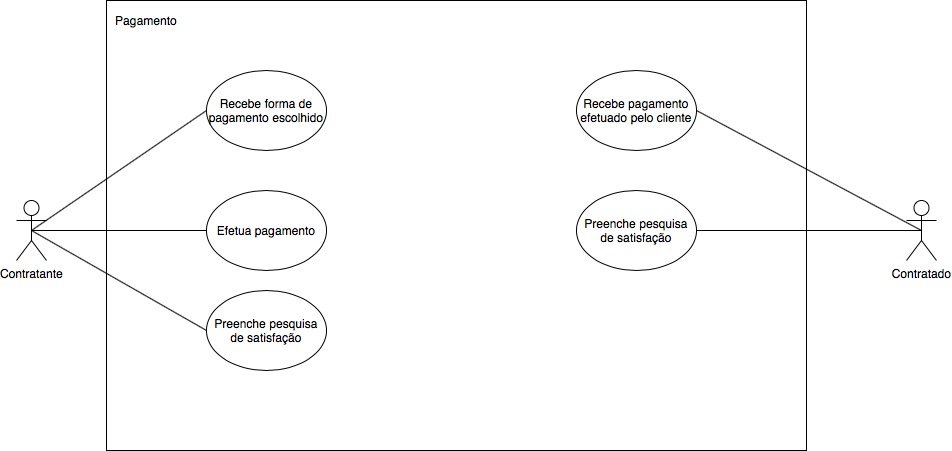 Pagamento
Recebe forma de
pagamento escolhido
Recebe pagamento
efetuado pelo cliente
Efetua pagamento
Preenche pesquisa
de satisfação
Contratante
Contratado
Preenche pesquisa
de satisfação